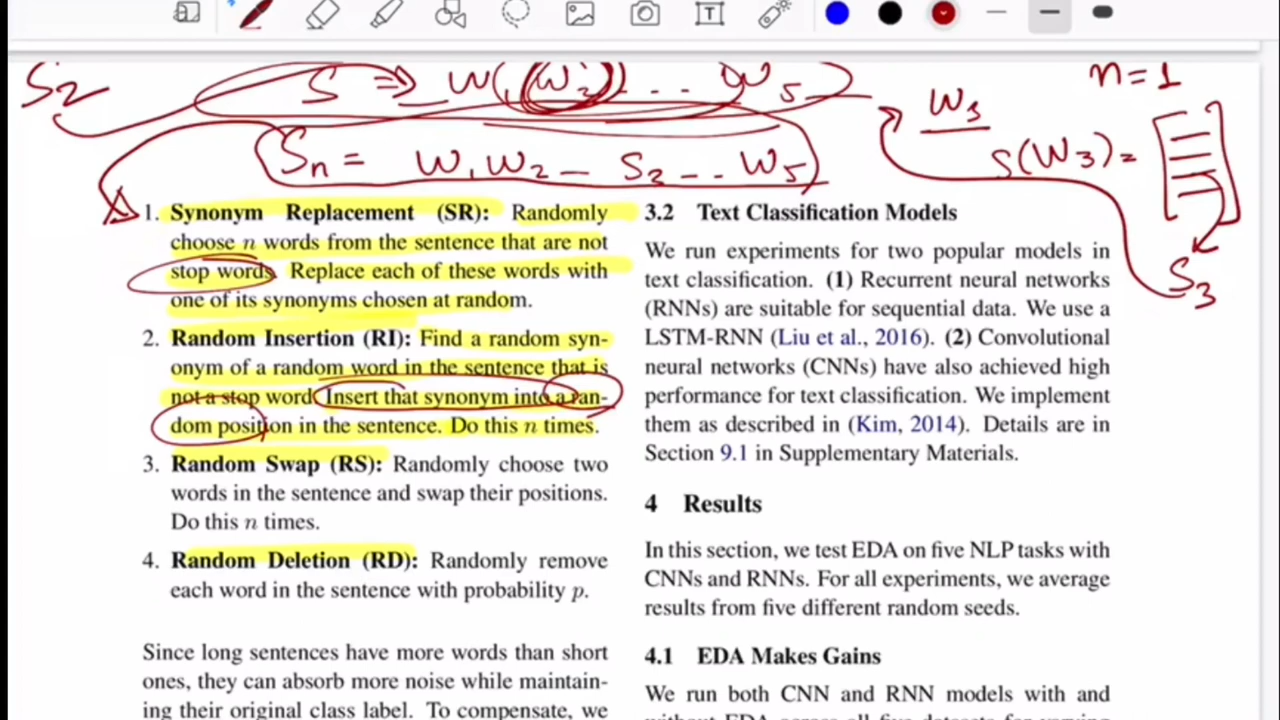 S2 S ⇒ W1 W2 . . . W5
n=1
W3
S(W3) =
Sn = W1 W2 – S3 - - W5
S3
1. Synonym Replacement (SR): Randomly
choose n words from the sentence that are not
stop words. Replace each of these words with
one of its synonyms chosen at random.
2. Random Insertion (RI): Find a random syn-
onym of a random word in the sentence that is
not a stop word. Insert that synonym into a ran-
dom position in the sentence. Do this n times.
3. Random Swap (RS): Randomly choose two
words in the sentence and swap their positions.
Do this n times.
4. Random Deletion (RD): Randomly remove
each word in the sentence with probability p.
Since long sentences have more words than short
ones, they can absorb more noise while maintain-
ing their original class label. To compensate, we
3.2 Text Classification Models
We run experiments for two popular models in
text classification. (1) Recurrent neural networks
(RNNs) are suitable for sequential data. We use a
LSTM-RNN (Liu et al., 2016). (2) Convolutional
neural networks (CNNs) have also achieved high
performance for text classification. We implement
them as described in (Kim, 2014). Details are in
Section 9.1 in Supplementary Materials.
4 Results
In this section, we test EDA on five NLP tasks with
CNNs and RNNs. For all experiments, we average
results from five different random seeds.
4.1 EDA Makes Gains
We run both CNN and RNN models with and
without EDA across all five datasets for varying